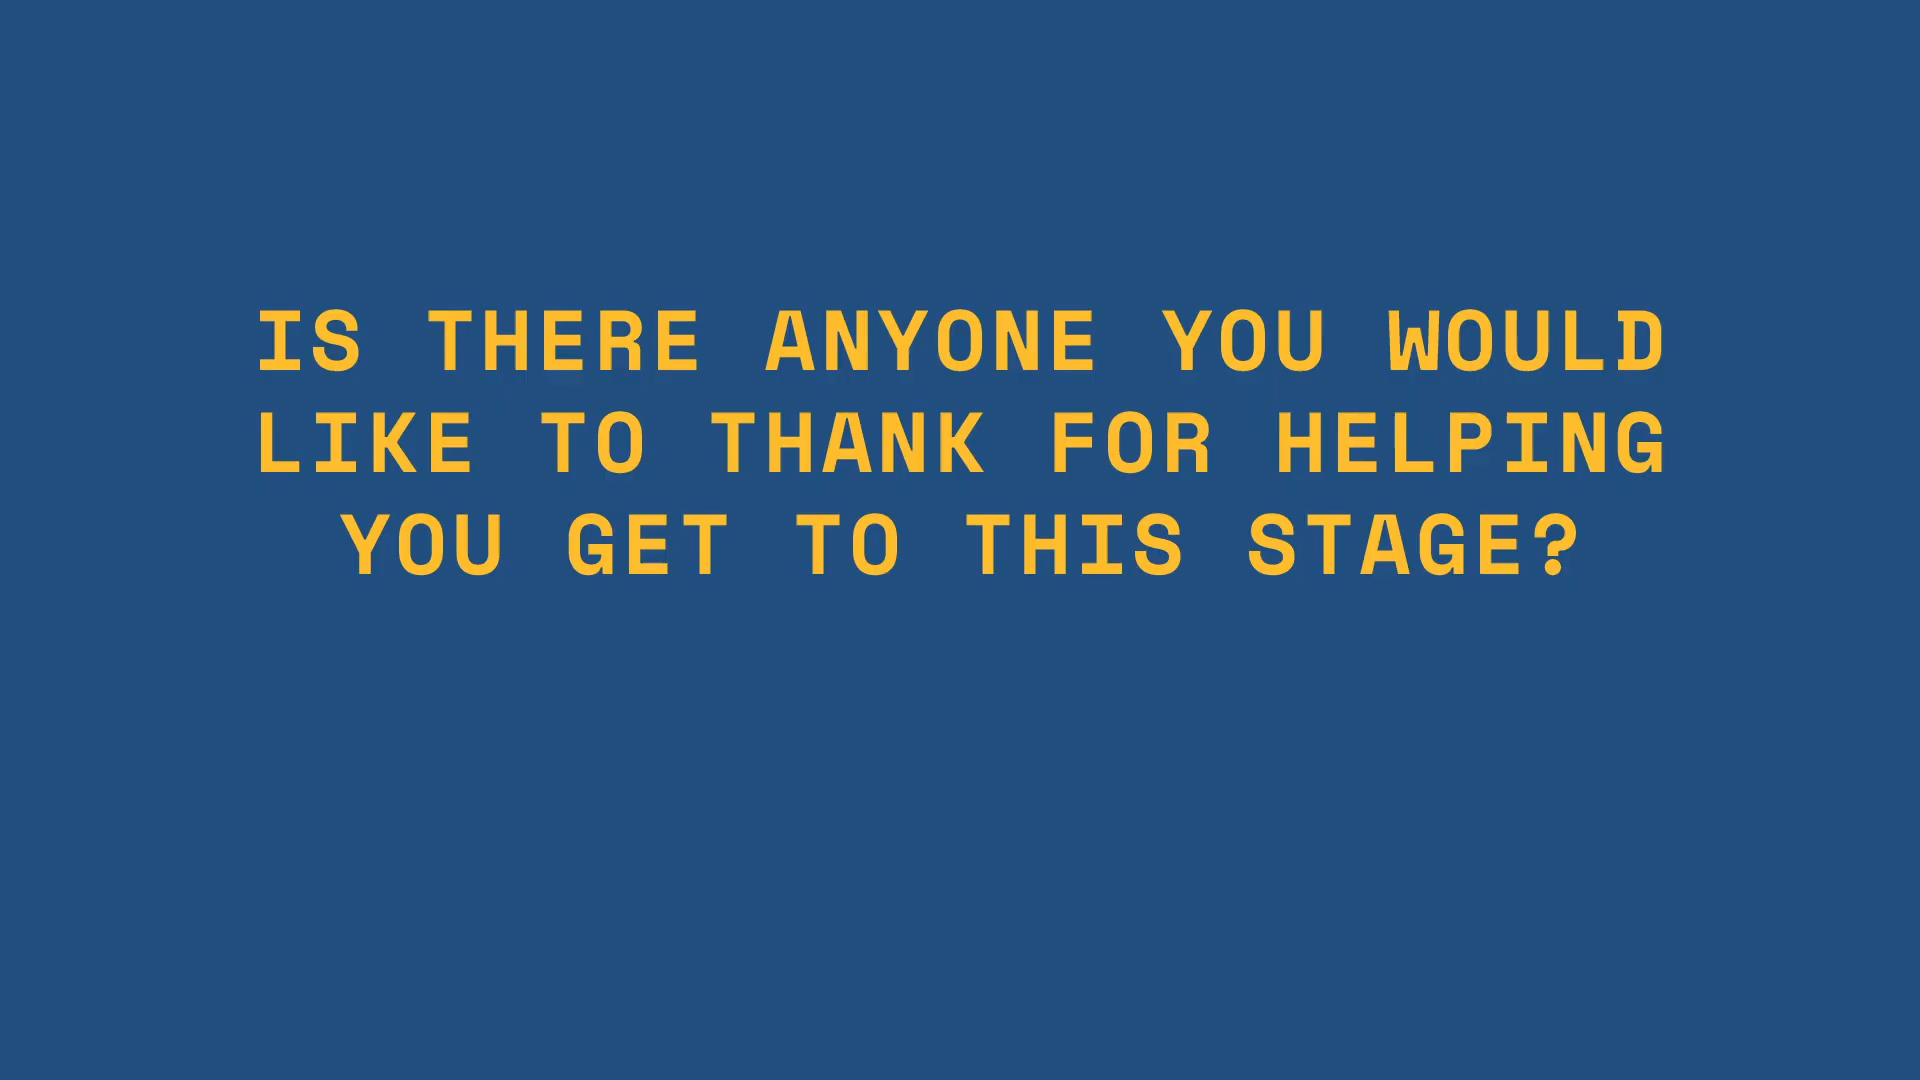 IS THERE ANYONE YOU WOULD
LIKE TO THANK FOR HELPING
YOU GET TO THIS STAGE?